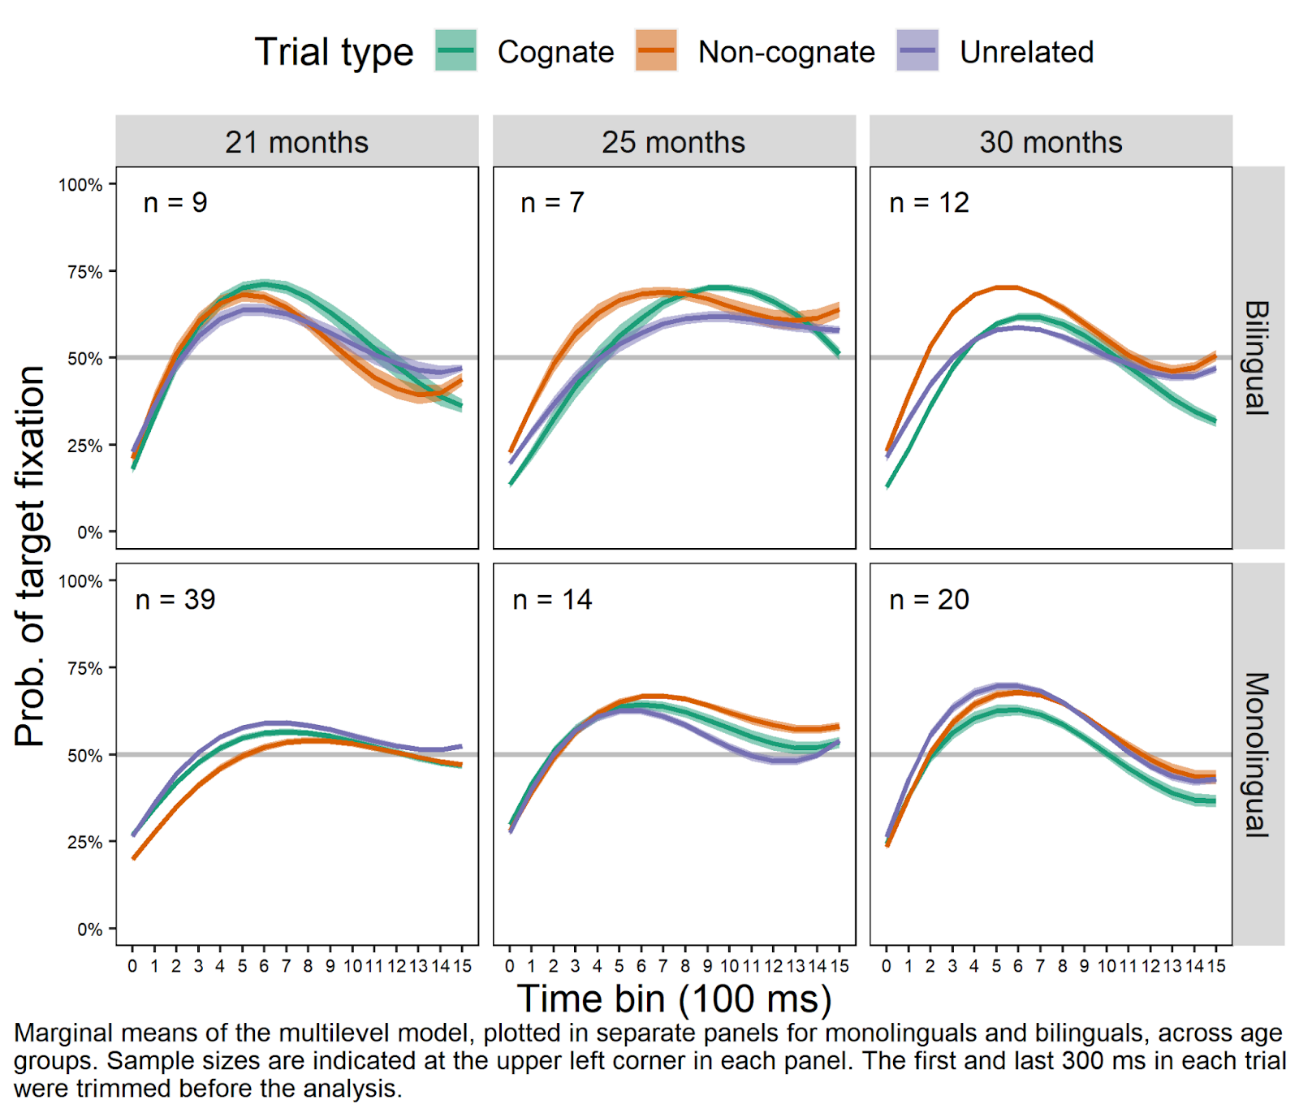 Trial type Cognate Non-cognate Unrelated
21 months 25 months 30 months
n = 9 n = 7 n = 12
100%
75%
50%
25%
0%
Bilingual
n = 39 n = 14 n = 20
100%
75%
50%
25%
0%
Monolingual
Prob. of target fixation
0 1 2 3 4 5 6 7 8 9 10 11 12 13 14 15 0 1 2 3 4 5 6 7 8 9 10 11 12 13 14 15 0 1 2 3 4 5 6 7 8 9 10 11 12 13 14 15
Time bin (100 ms)
Marginal means of the multilevel model, plotted in separate panels for monolinguals and bilinguals, across age
groups. Sample sizes are indicated at the upper left corner in each panel. The first and last 300 ms in each trial
were trimmed before the analysis.